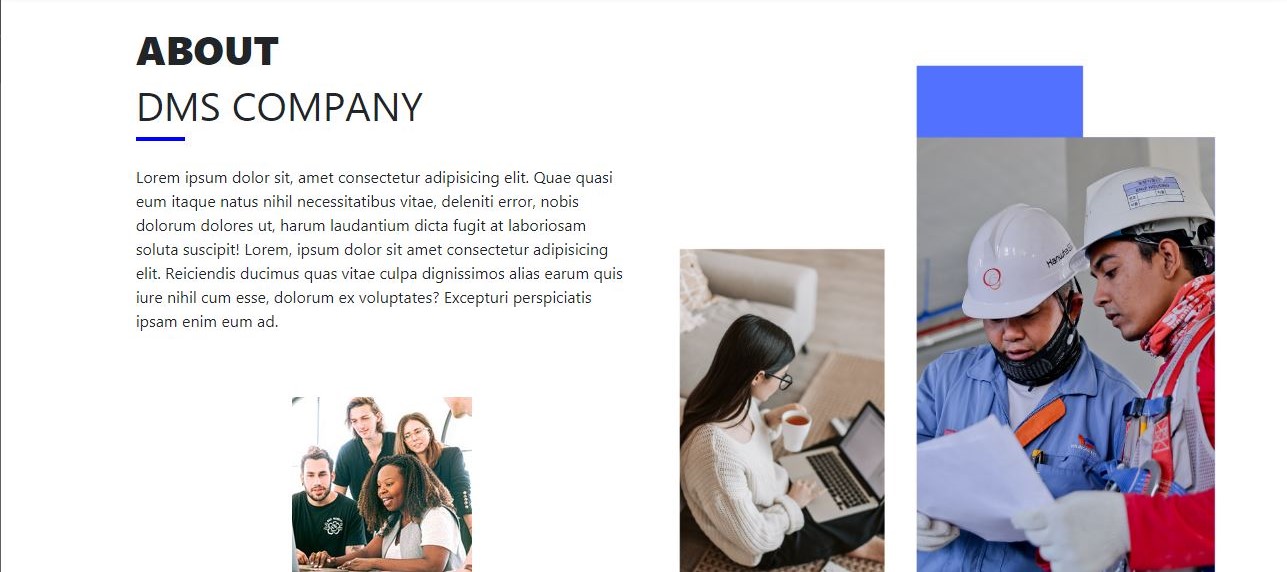 ABOUT
DMS COMPANY
Lorem ipsum dolor sit, amet consectetur adipisicing elit. Quae quasi
eum itaque natus nihil necessitatibus vitae, deleniti error, nobis
dolorum dolores ut, harum laudantium dicta fugit at laboriosam
soluta suscipit! Lorem, ipsum dolor sit amet consectetur adipisicing
elit. Reiciendis ducimus quas vitae culpa dignissimos alias earum quis
iure nihil cum esse, dolorum ex voluptates? Excepturi perspiciatis
ipsam enim eum ad.